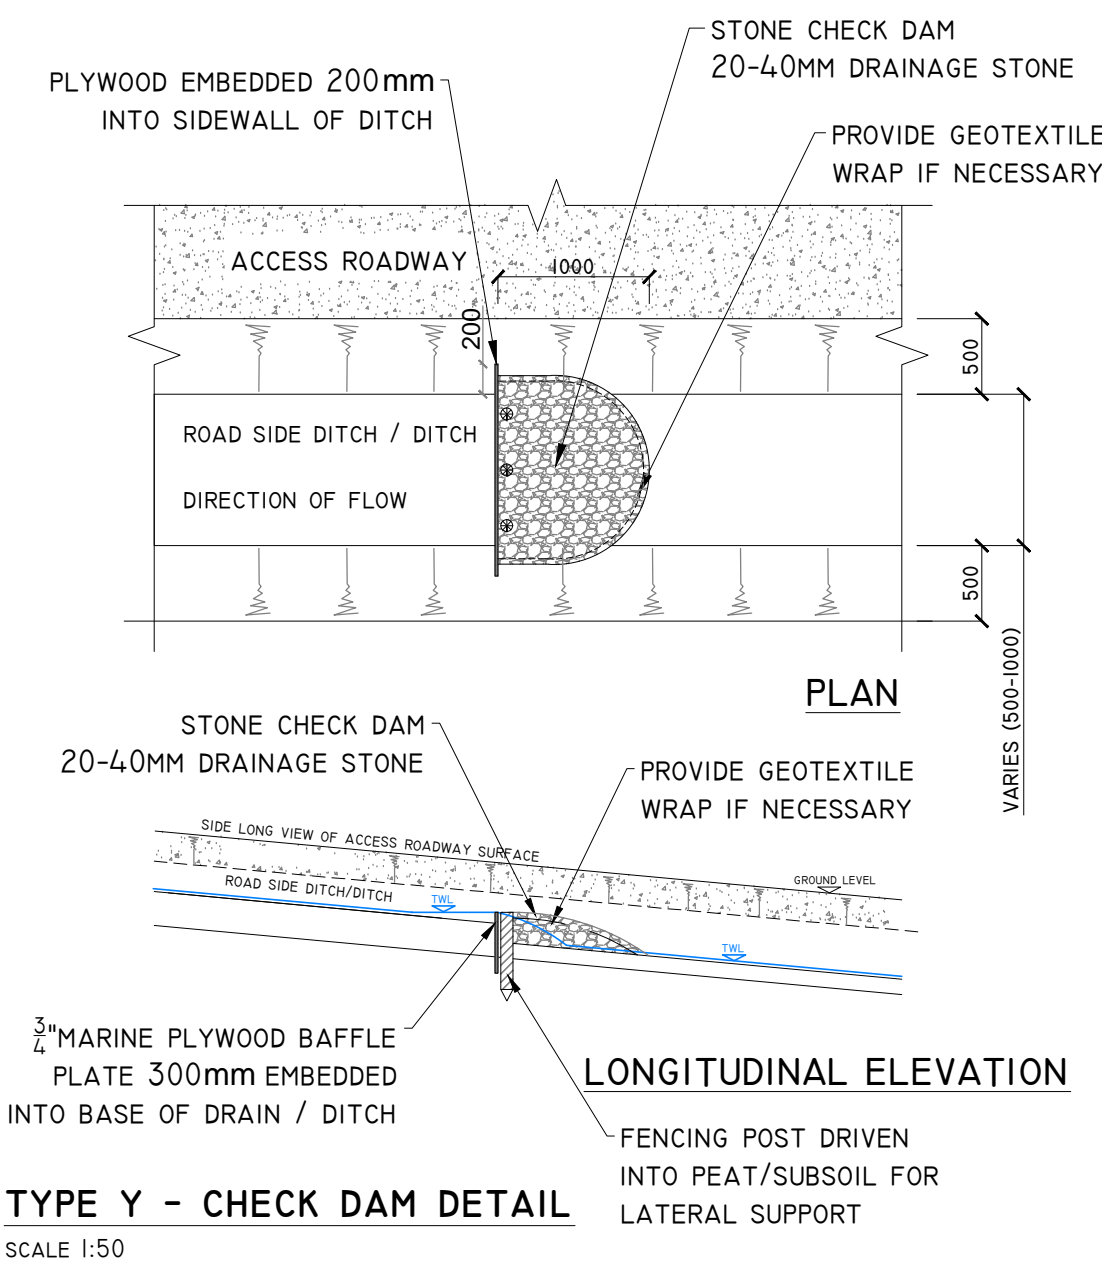 STONE CHECK DAM
20-40MM DRAINAGE STONE
PLYWOOD EMBEDDED 200mm
INTO SIDEWALL OF DITCH
PROVIDE GEOTEXTILE
WRAP IF NECESSARY
ACCESS ROADWAY
1000
200
500
ROAD SIDE DITCH / DITCH
DIRECTION OF FLOW
500
VARIES (500-1000)
PLAN
STONE CHECK DAM
20-40MM DRAINAGE STONE
PROVIDE GEOTEXTILE
WRAP IF NECESSARY
SIDE LONG VIEW OF ACCESS ROADWAY SURFACE
GROUND LEVEL
ROAD SIDE DITCH/DITCH
TWL
TWL
3/4"MARINE PLYWOOD BAFFLE
PLATE 300mm EMBEDDED
INTO BASE OF DRAIN / DITCH
LONGITUDINAL ELEVATION
FENCING POST DRIVEN
INTO PEAT/SUBSOIL FOR
LATERAL SUPPORT
TYPE Y - CHECK DAM DETAIL
SCALE 1:50